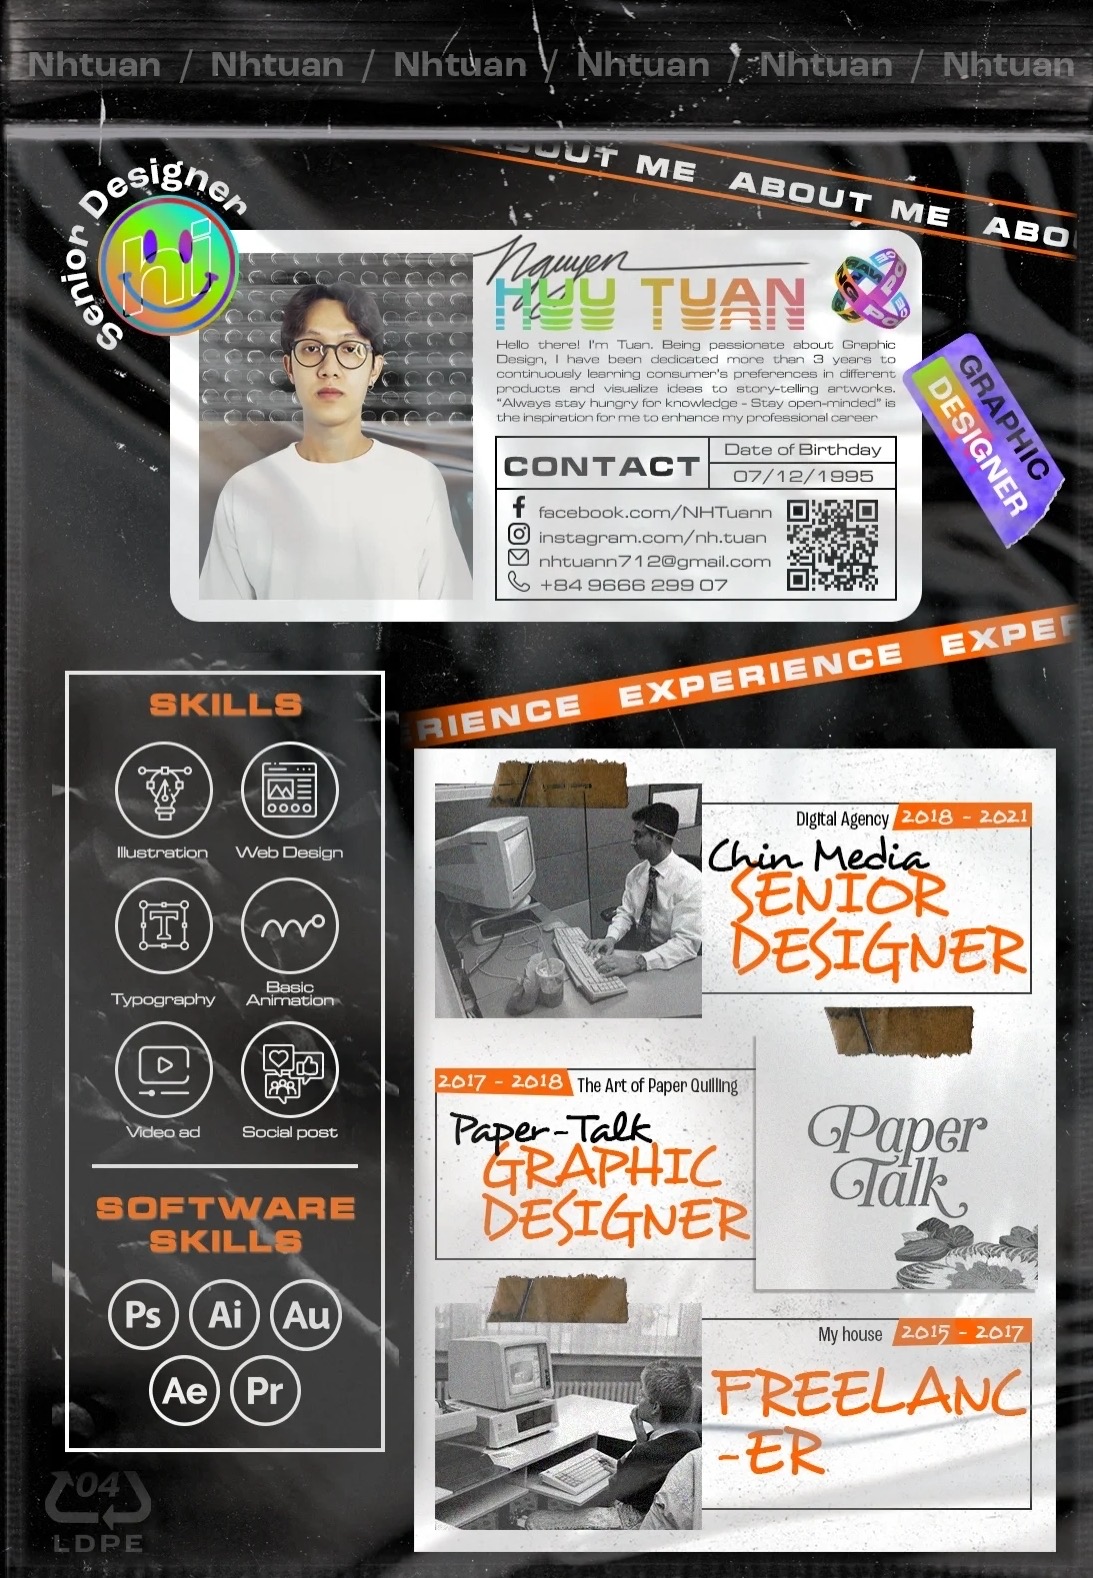 Nhtuan / Nhtuan / Nhtuan / Nhtuan / Nhtuan / Nhtuan
OUT ME ABOUT ME ABOU
Senior Designer
hi
Nguyen
HUU TUAN
Hello there! I'm Tuan. Being passionate about Graphic
Design, I have been dedicated more than 3 years to
continuously learning consumer's preferences in different
products and visualize ideas to story-telling artworks.
"Always stay hungry for knowledge - Stay open-minded" is
the inspiration for me to enhance my professional career
GRAPHIC
DESIGNER
CONTACT
Date of Birthday
07/12/1995
facebook.com/NHTuann
instagram.com/nh.tuan
nhtuann712@gmail.com
+84 9666 299 07
RIENCE EXPERIENCE EXPER
SKILLS
Illustration
Web Design
T
Typography
Basic
Animation
Video ad
Social post
SOFTWARE
SKILLS
Ps Ai Au
Ae Pr
Digital Agency 2018 - 2021
Chin Media
SENIOR
DESIGNER
2017 - 2018 The Art of Paper Quilling
Paper-Talk
GRAPHIC
DESIGNER
Paper
Talk
My house 2015 - 2017
FREELANC
-ER
04
LDPE